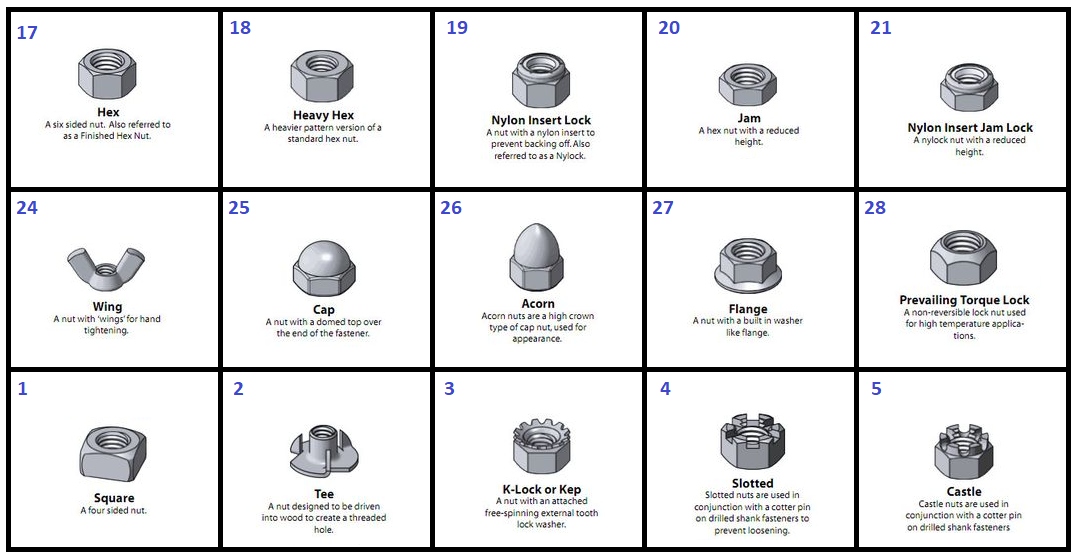 17
Hex
A six sided nut. Also referred to
as a Finished Hex Nut.
18
Heavy Hex
A heavier pattern version of a
standard hex nut.
19
Nylon Insert Lock
A nut with a nylon insert to
prevent backing off. Also
referred to as a Nylock.
20
Jam
A hex nut with a reduced
height.
21
Nylon Insert Jam Lock
A nylock nut with a reduced
height.
24
Wing
A nut with 'wings' for hand
tightening.
25
Cap
A nut with a domed top over
the end of the fastener.
26
Acorn
Acorn nuts are a high crown
type of cap nut, used for
appearance.
27
Flange
A nut with a built in washer
like flange.
28
Prevailing Torque Lock
A non-reversible lock nut used
for high temperature applica-
tions.
1
Square
A four sided nut.
2
Tee
A nut designed to be driven
into wood to create a threaded
hole.
3
K-Lock or Kep
A nut with an attached
free-spinning external tooth
lock washer.
4
Slotted
Slotted nuts are used in
conjunction with a cotter pin
on drilled shank fasteners to
prevent loosening.
5
Castle
Castle nuts are used in
conjunction with a cotter pin
on drilled shank fasteners